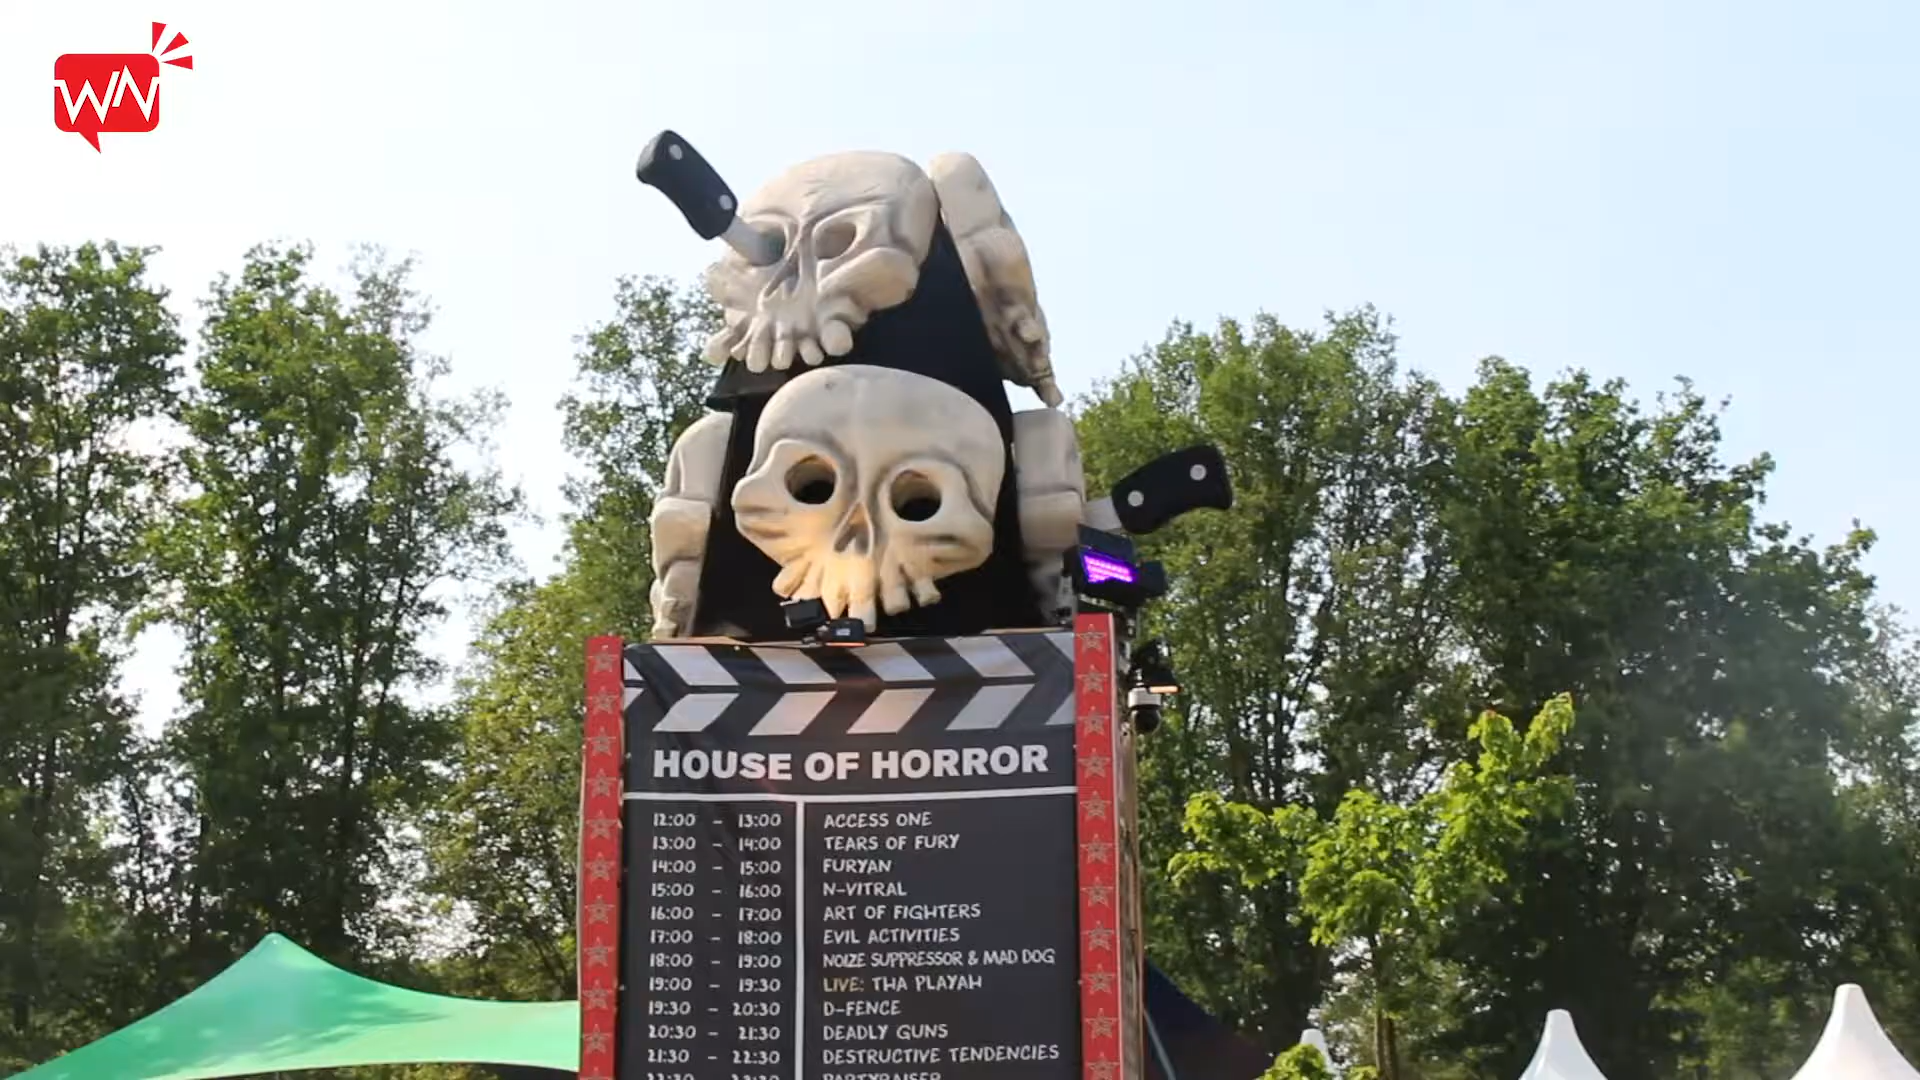 WN
HOUSE OF HORROR
12:00 – 13:00 ACCESS ONE
13:00 – 14:00 TEARS OF FURY
14:00 – 15:00 FURYAN
15:00 – 16:00 N-VITRAL
16:00 – 17:00 ART OF FIGHTERS
17:00 – 18:00 EVIL ACTIVITIES
18:00 – 19:00 NOIZE SUPPRESSOR & MAD DOG
19:00 – 19:30 LIVE: THA PLAYAH
19:30 – 20:30 D-FENCE
20:30 – 21:30 DEADLY GUNS
21:30 – 22:30 DESTRUCTIVE TENDENCIES
PARTYRAISER